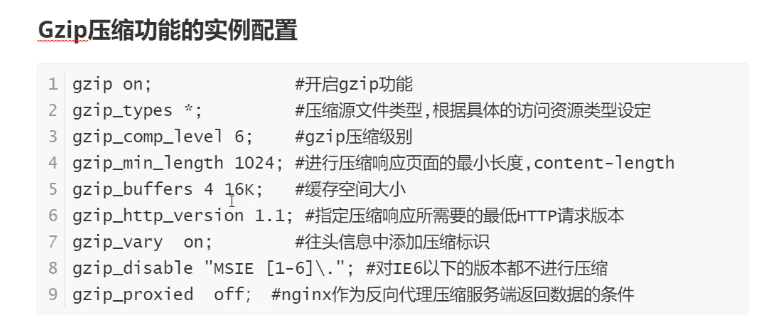 Gzip压缩功能的实例配置
1 gzip on; #开启gzip功能
2 gzip_types *; #压缩源文件类型,根据具体的访问资源类型设定
3 gzip_comp_level 6; #gzip压缩级别
4 gzip_min_length 1024; #进行压缩响应页面的最小长度,content-length
5 gzip_buffers 4 16K; #缓存空间大小
6 gzip_http_version 1.1; #指定压缩响应所需要的最低HTTP请求版本
7 gzip_vary  on; #往头信息中添加压缩标识
8 gzip_disable "MSIE [1-6]\."; #对IE6以下的版本都不进行压缩
9 gzip_proxied  off; #nginx作为反向代理压缩服务端返回数据的条件